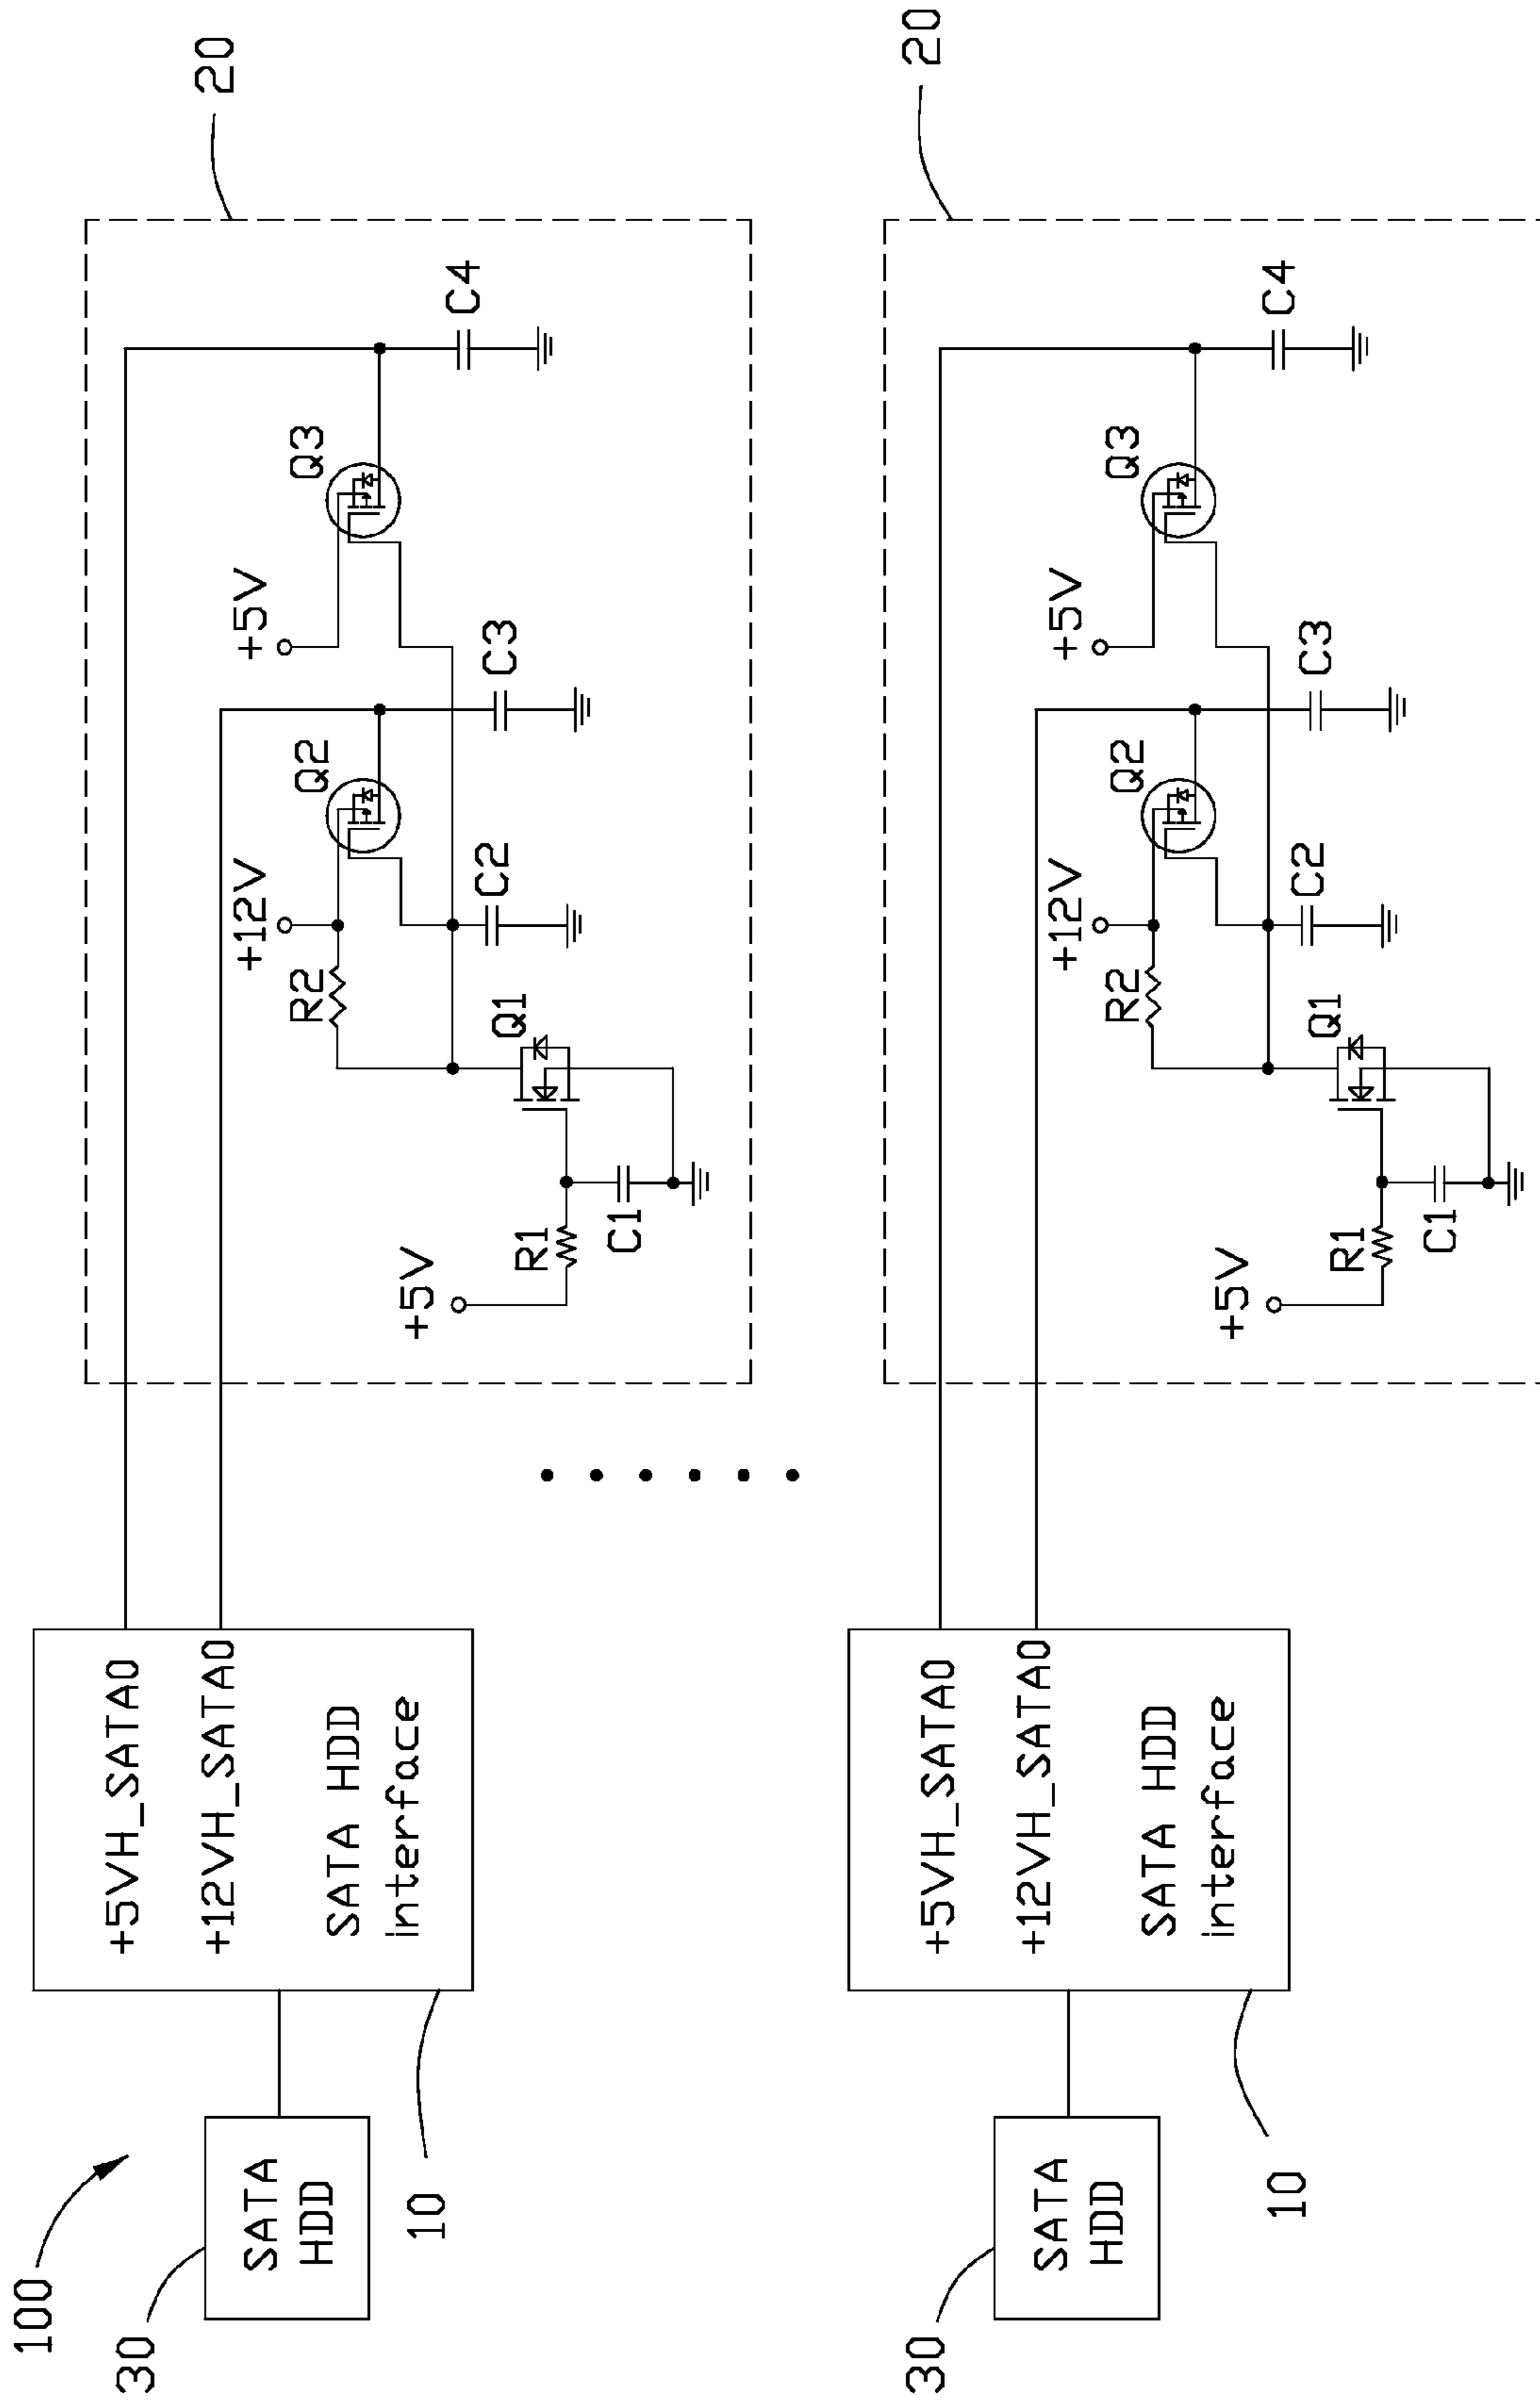 100
30
SATA
HDD
10
+5VH_SATA0
+12VH_SATA0
SATA HDD
interface
20
+5V
R1
C1
Q1
R2
+12V
C2
Q2
C3
+5V
Q3
C4
30
SATA
HDD
10
+5VH_SATA0
+12VH_SATA0
SATA HDD
interface
20
+5V
R1
C1
Q1
R2
+12V
C2
Q2
C3
+5V
Q3
C4